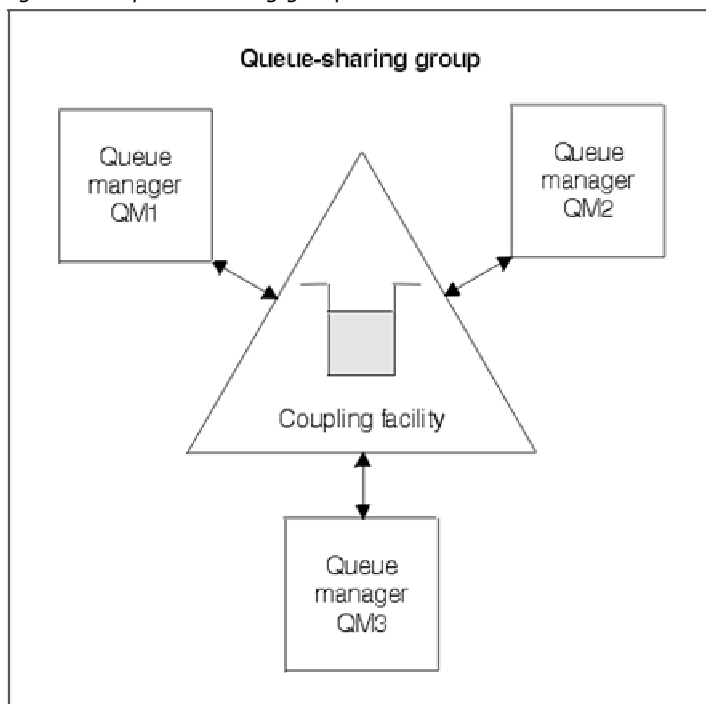 Queue-sharing group
Queue
manager
QM1
Queue
manager
QM2
Coupling facility
Queue
manager
QM3